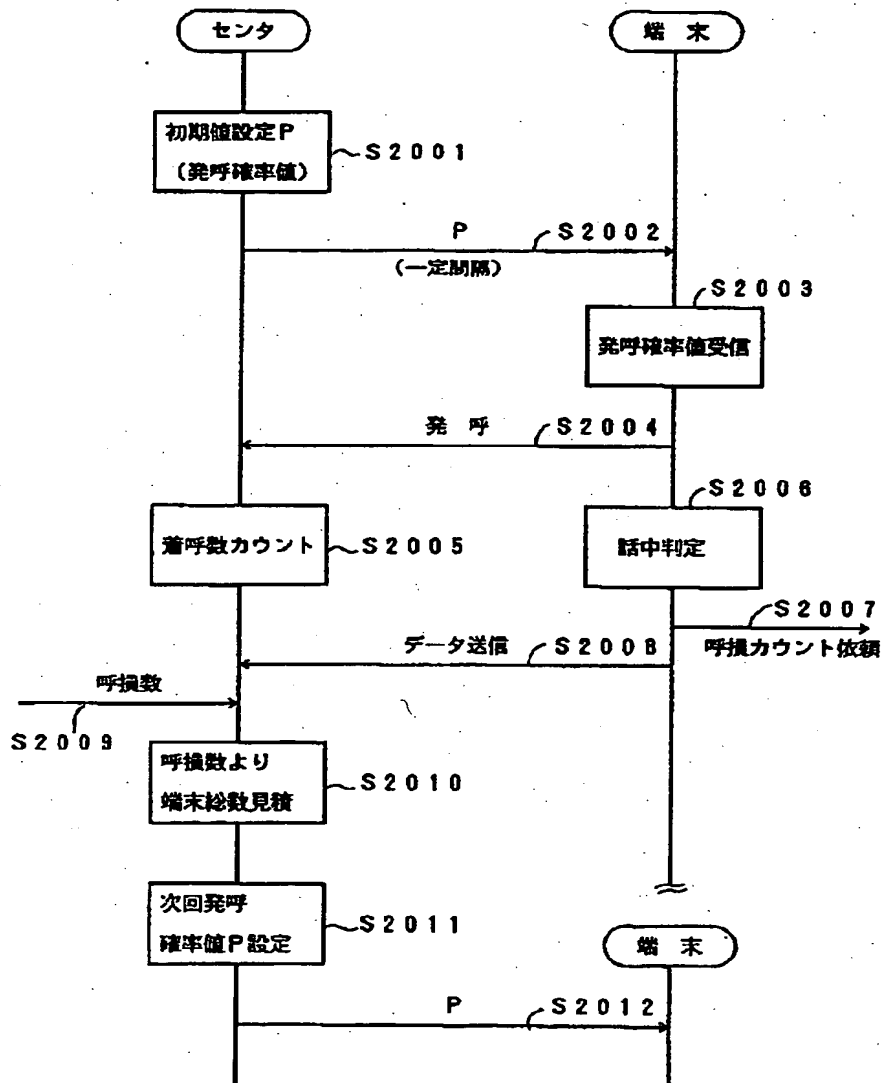 センタ
端 末
初期値設定P
(発呼確率値)
S2001
P
S2002
(一定間隔)
S2003
発呼確率値受信
発 呼
S2004
S2006
着呼数カウント
S2005
話中判定
S2007
呼損カウント依頼
データ送信
S2008
呼損数
S2009
呼損数より
端末総数見積
S2010
次回発呼
確率値P設定
S2011
端 末
P
S2012